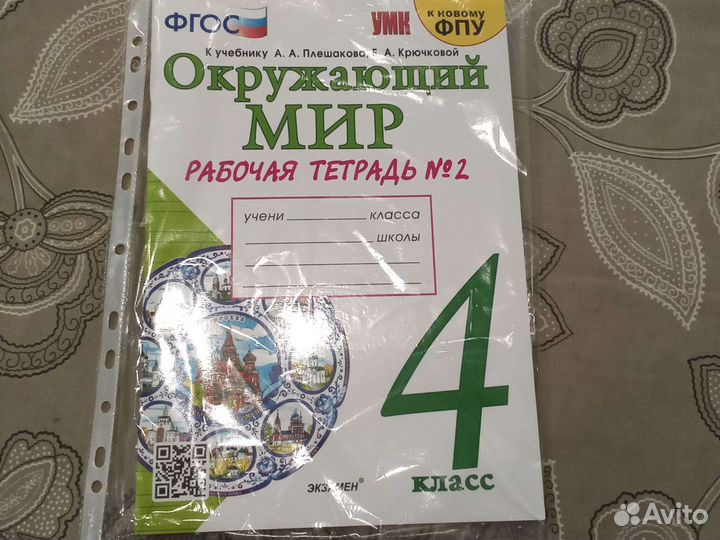 ФГОС
УМК
к новому
ФПУ
К учебнику А. А. Плешакова, Е. А. Крючковой
Окружающий
МИР
РАБОЧАЯ ТЕТРАДЬ №2
учени класса
школы
4
класс
ЭКЗАМЕН®
Avito